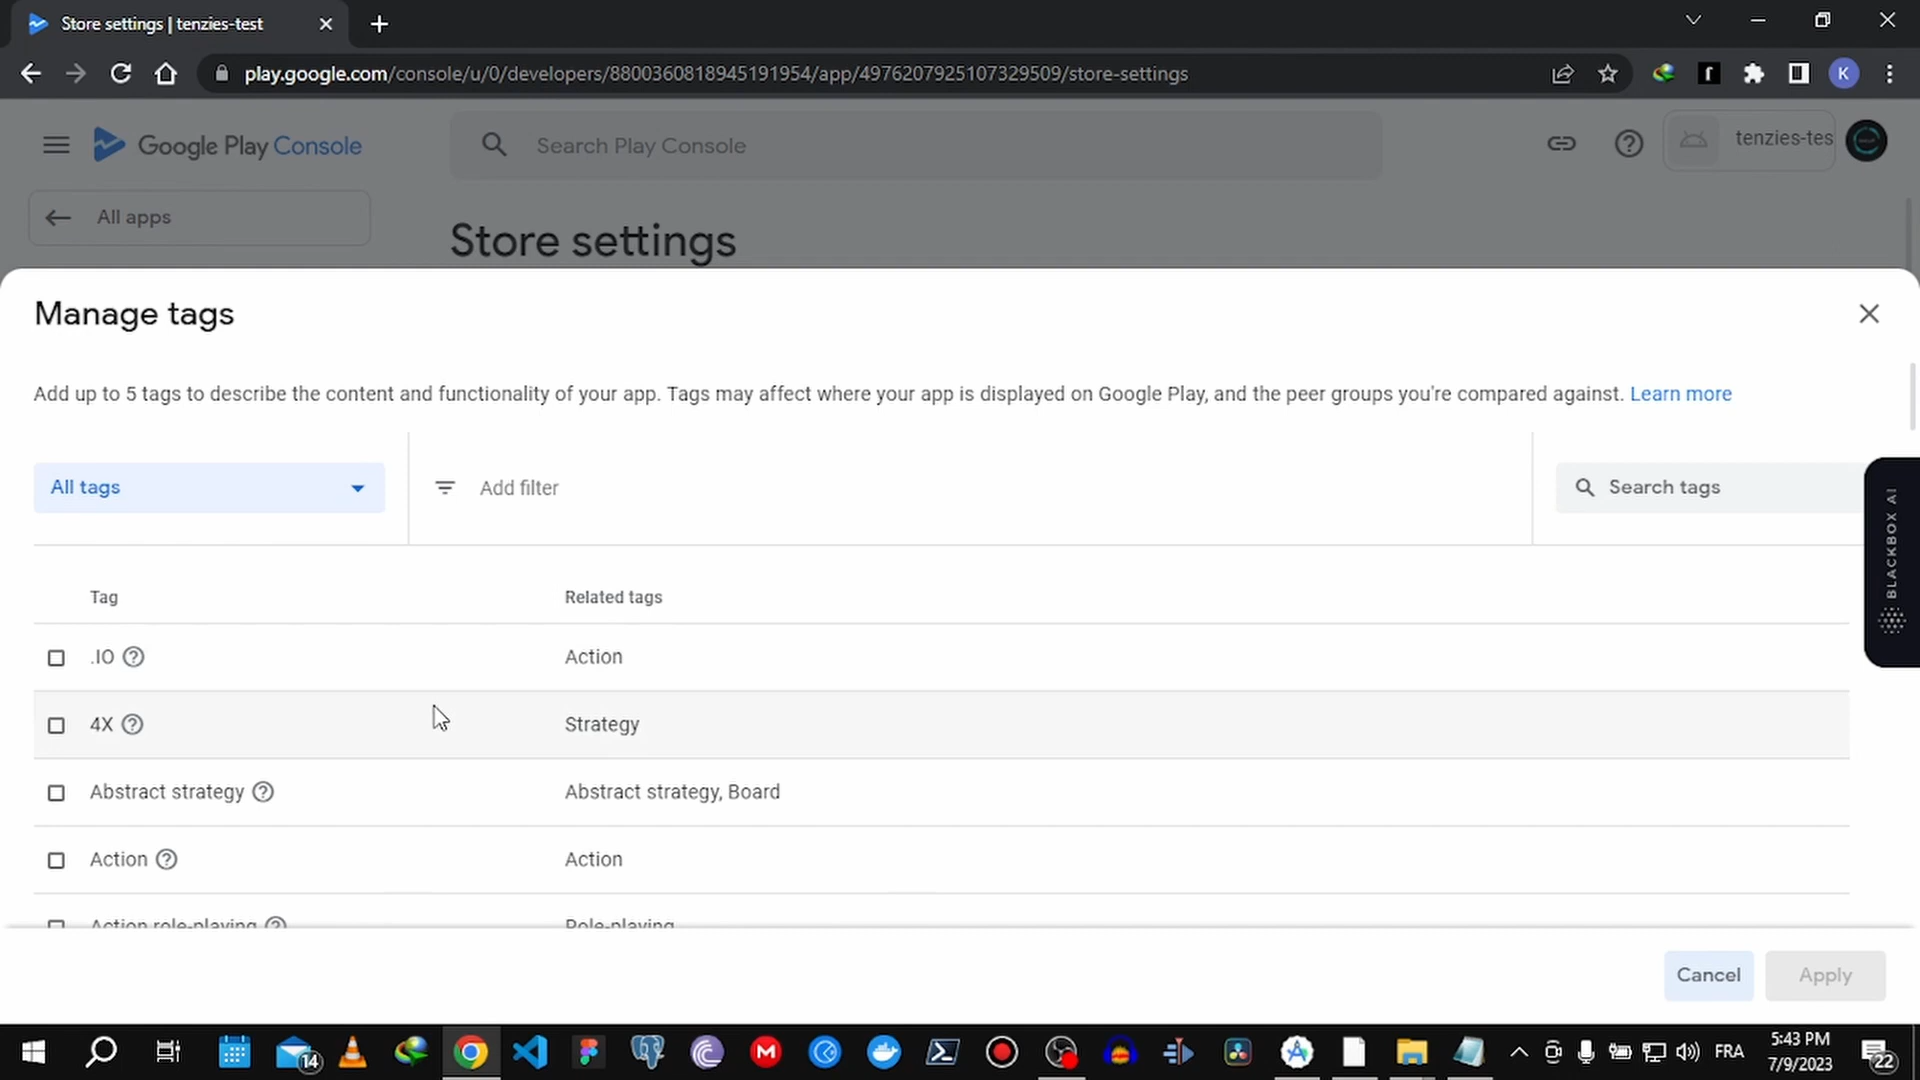 Store settings | tenzies-test
play.google.com/console/u/0/developers/8800360818945191954/app/4976207925107329509/store-settings
K
Google Play Console
Search Play Console
tenzies-tes
All apps
Store settings
Manage tags
Add up to 5 tags to describe the content and functionality of your app. Tags may affect where your app is displayed on Google Play, and the peer groups you're compared against. Learn more
All tags
Add filter
Search tags
BLACKBOX AI
Tag Related tags
.IO Action
4X Strategy
Abstract strategy Abstract strategy, Board
Action Action
Action role-playing Role-playing
Cancel Apply
14
FRA
5:43 PM
7/9/2023
22